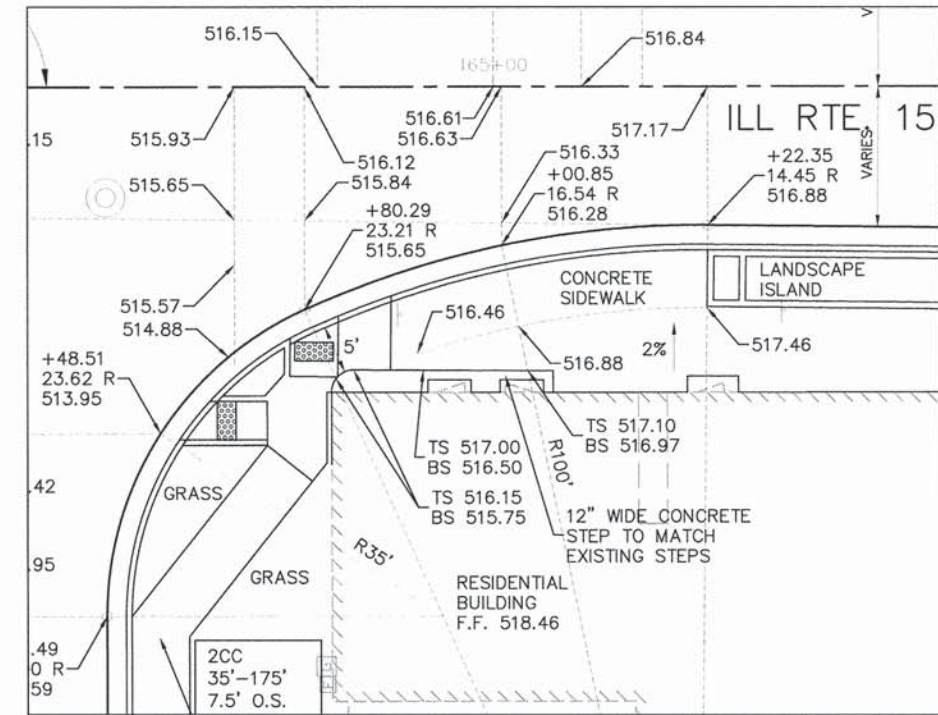 516.15
516.84
165+00
V
515.93
516.12
516.61
516.63
517.17
ILL RTE. 15
VARIES
.15
515.65
515.84
516.33
+00.85
16.54 R
516.28
+22.35
14.45 R
516.88
+80.29
23.21 R
515.65
515.57
514.88
CONCRETE
SIDEWALK
LANDSCAPE
ISLAND
516.46
5'
516.88
2%
517.46
+48.51
23.62 R
513.95
TS 517.00
BS 516.50
TS 517.10
BS 516.97
R100'
.42
GRASS
TS 516.15
BS 515.75
12" WIDE CONCRETE
STEP TO MATCH
EXISTING STEPS
R35'
.95
GRASS
RESIDENTIAL
BUILDING
F.F. 518.46
.49
0 R
59
2CC
35'-175'
7.5' O.S.